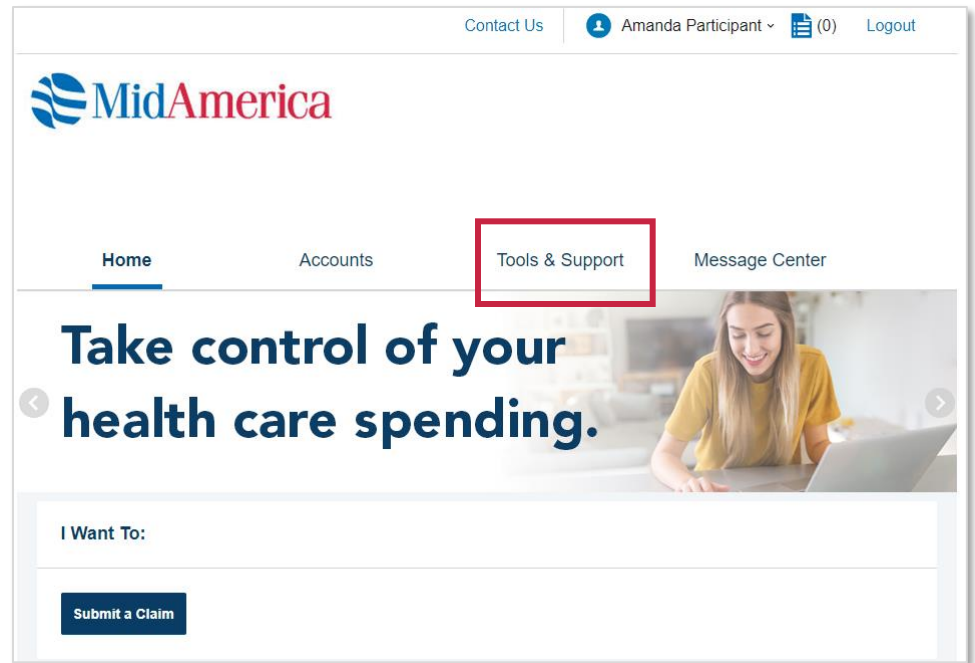 Contact Us Amanda Participant (0) Logout
MidAmerica
Home Accounts Tools & Support Message Center
Take control of your
health care spending.
I Want To:
Submit a Claim